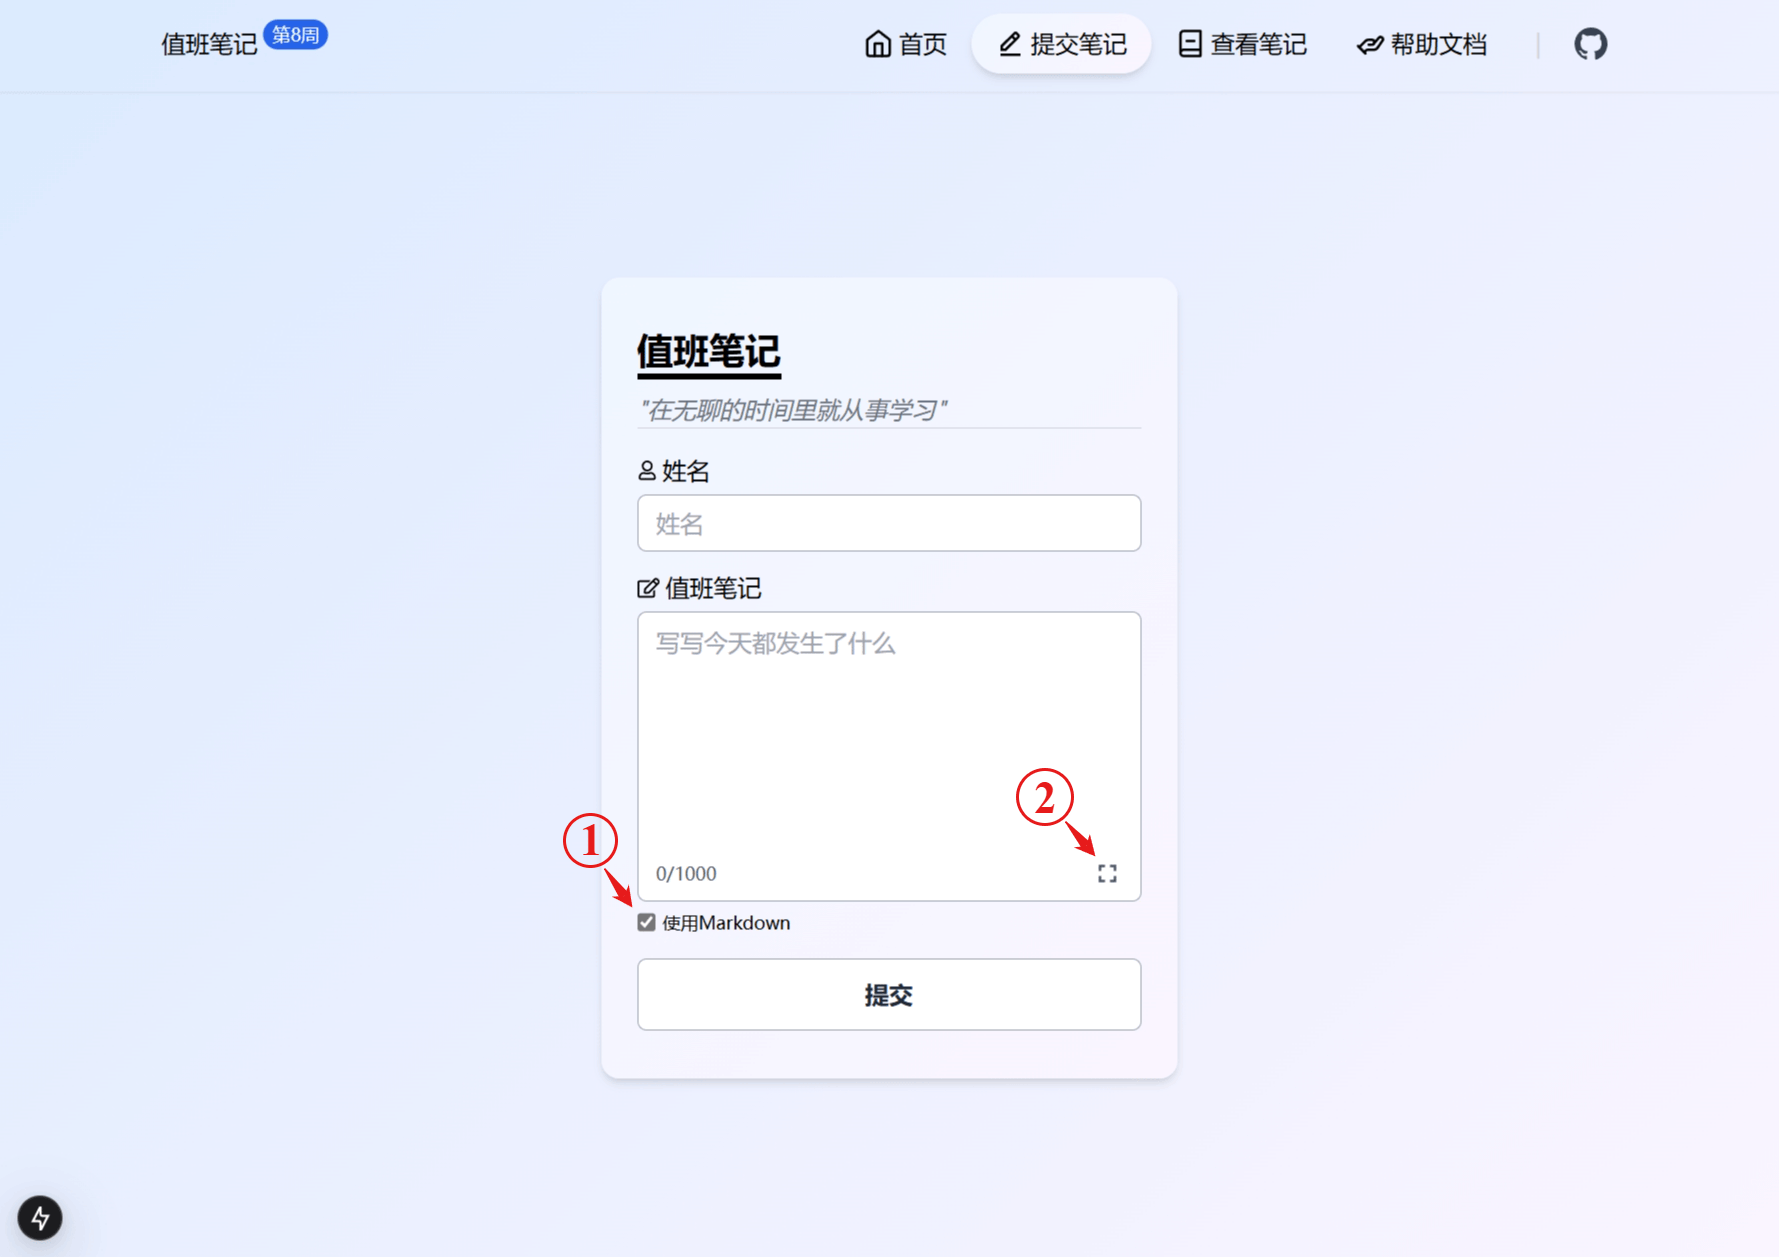 值班笔记 第8周
首页 提交笔记 查看笔记 帮助文档
值班笔记
"在无聊的时间里就从事学习"
姓名
姓名
值班笔记
写写今天都发生了什么
2
1
0/1000
使用Markdown
提交